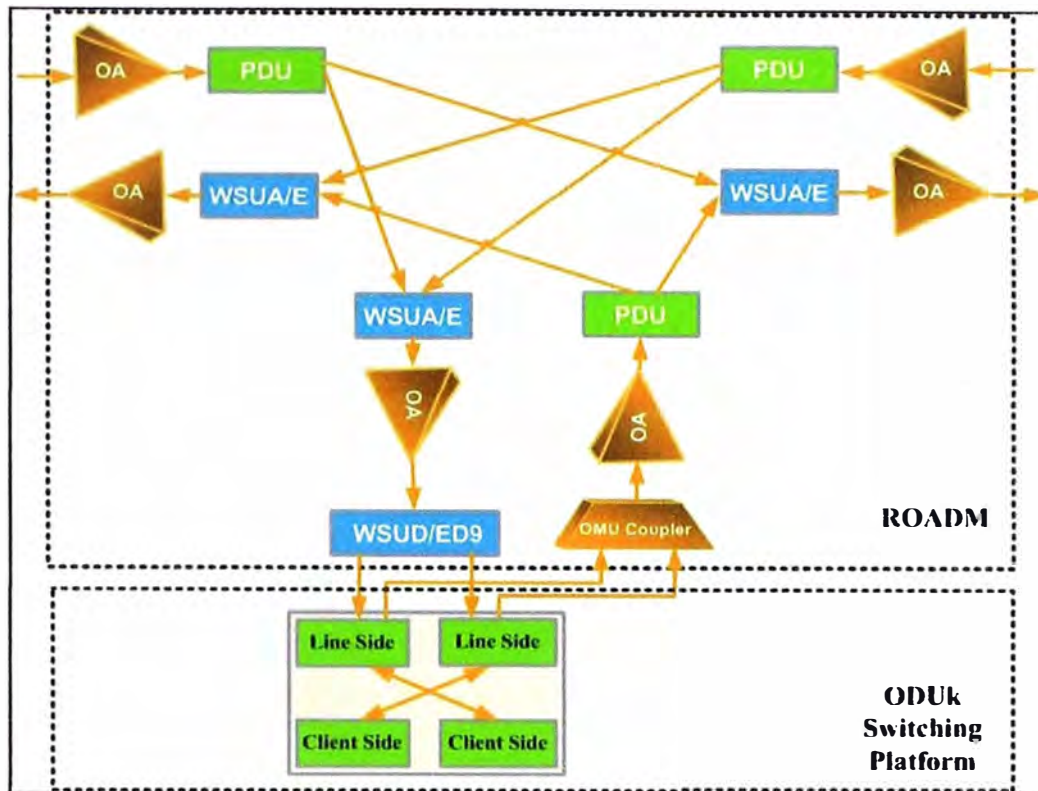 OA
PDU
PDU
OA
OA
WSUA/E
WSUA/E
OA
WSUA/E
PDU
OA
OA
WSUD/ED9
OMU Coupler
ROADM
Line Side
Line Side
Client Side
Client Side
ODUk
Switching
Platform